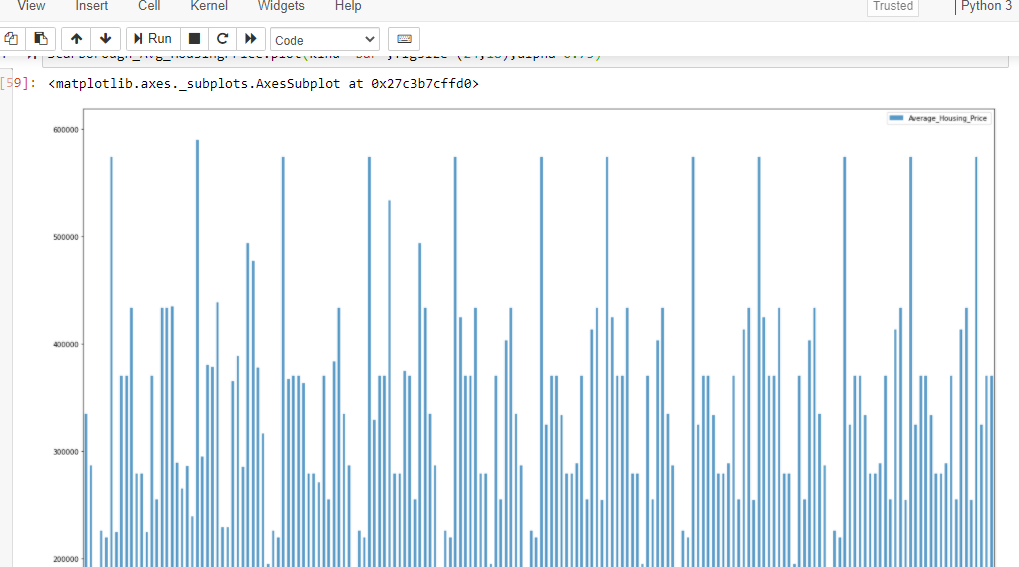 View Insert Cell Kernel Widgets Help Trusted Python 3
Run Code
[59]: <matplotlib.axes._subplots.AxesSubplot at 0x27c3b7cffd0>
Average_Housing_Price
600000
500000
400000
300000
200000